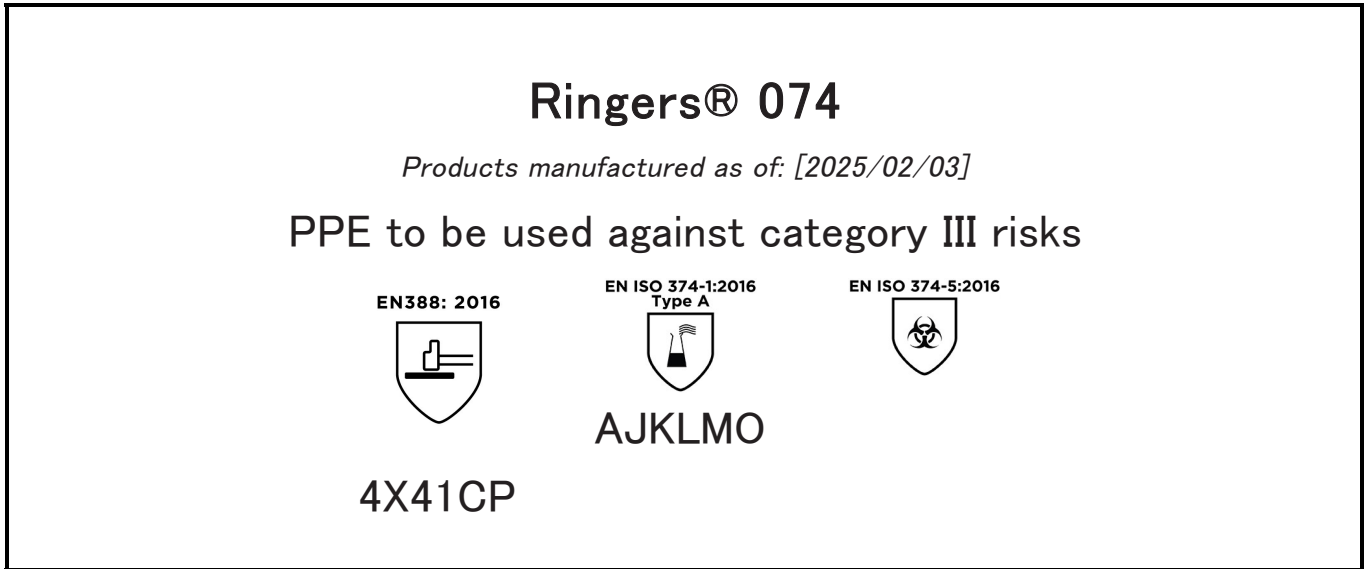 Ringers® 074
Products manufactured as of: [2025/02/03]
PPE to be used against category III risks
EN388: 2016
EN ISO 374-1:2016
Type A
EN ISO 374-5:2016
AJKLMO
4X41CP